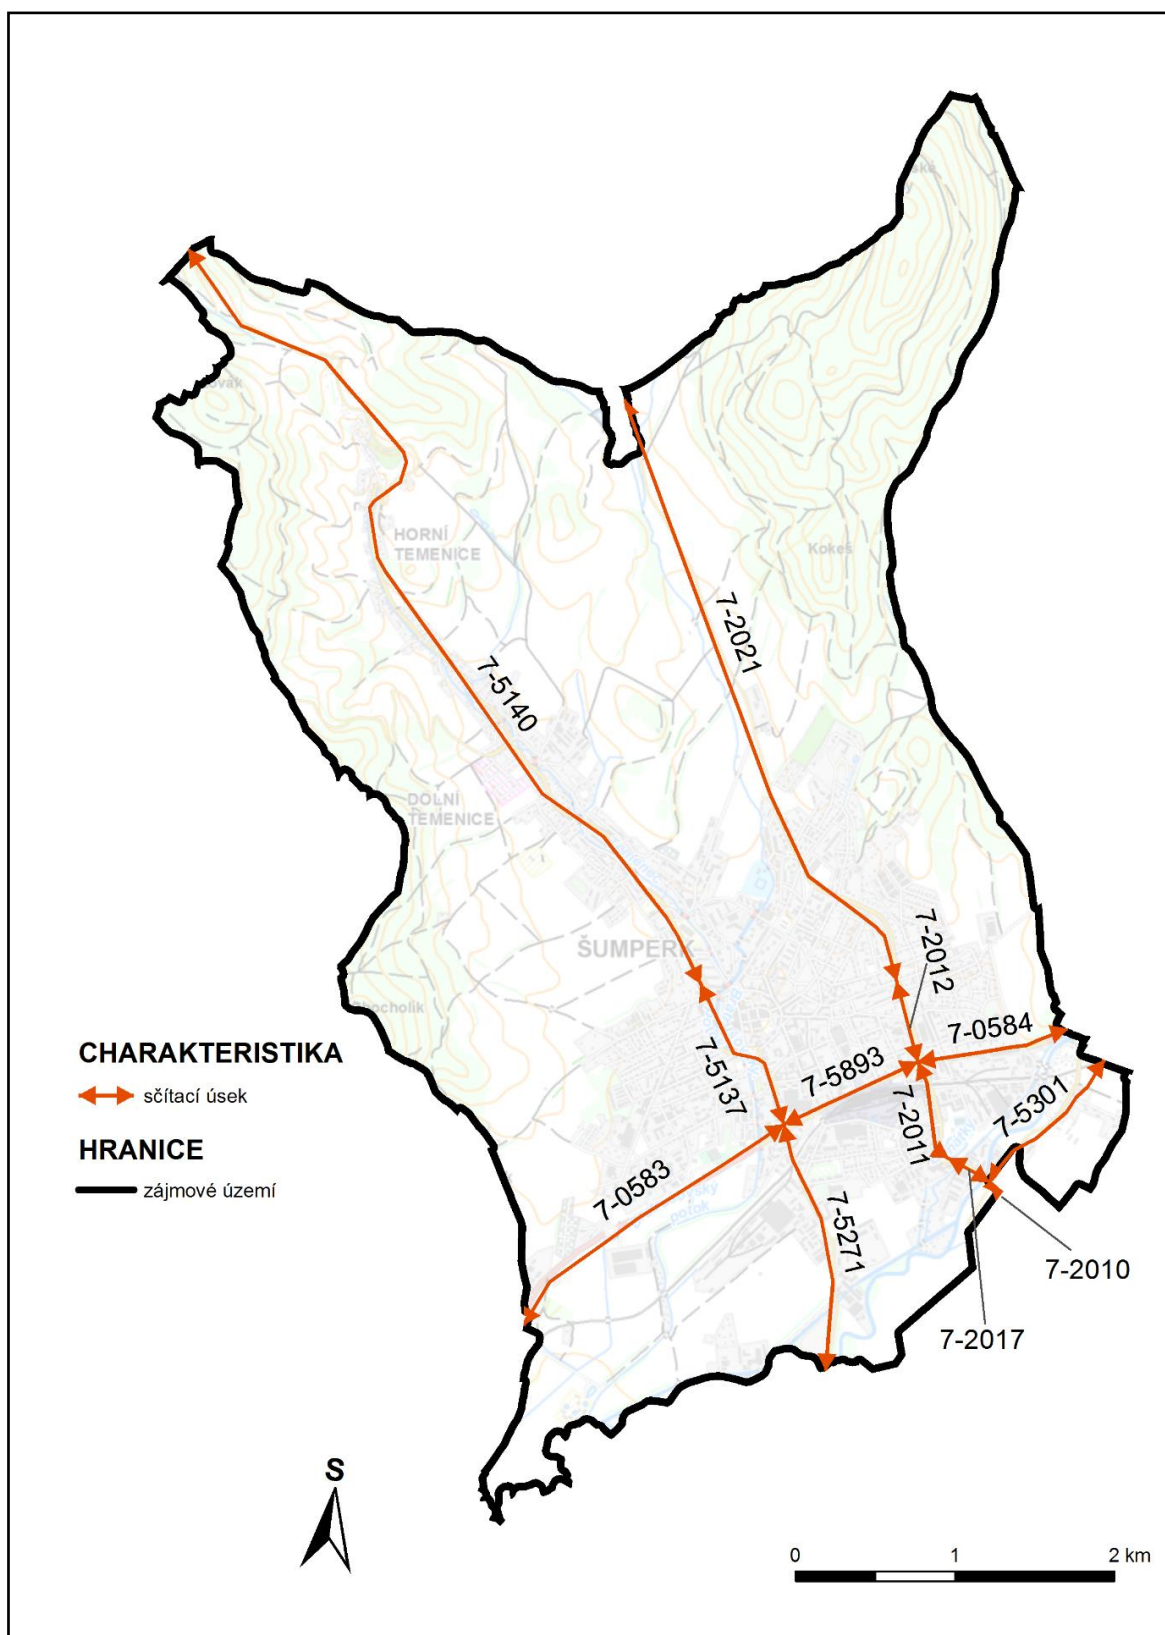 Kokeš
HORNÍ
TEMENICE
7-2021
7-5140
DOLNÍ
TEMENICE
ŠUMPERK
7-2012
7-0584
7-5893
7-5137
7-2011
7-5301
7-0583
potok
7-5271
7-2010
7-2017
CHARAKTERISTIKA
sčítací úsek
HRANICE
zájmové území
S
0 1 2 km